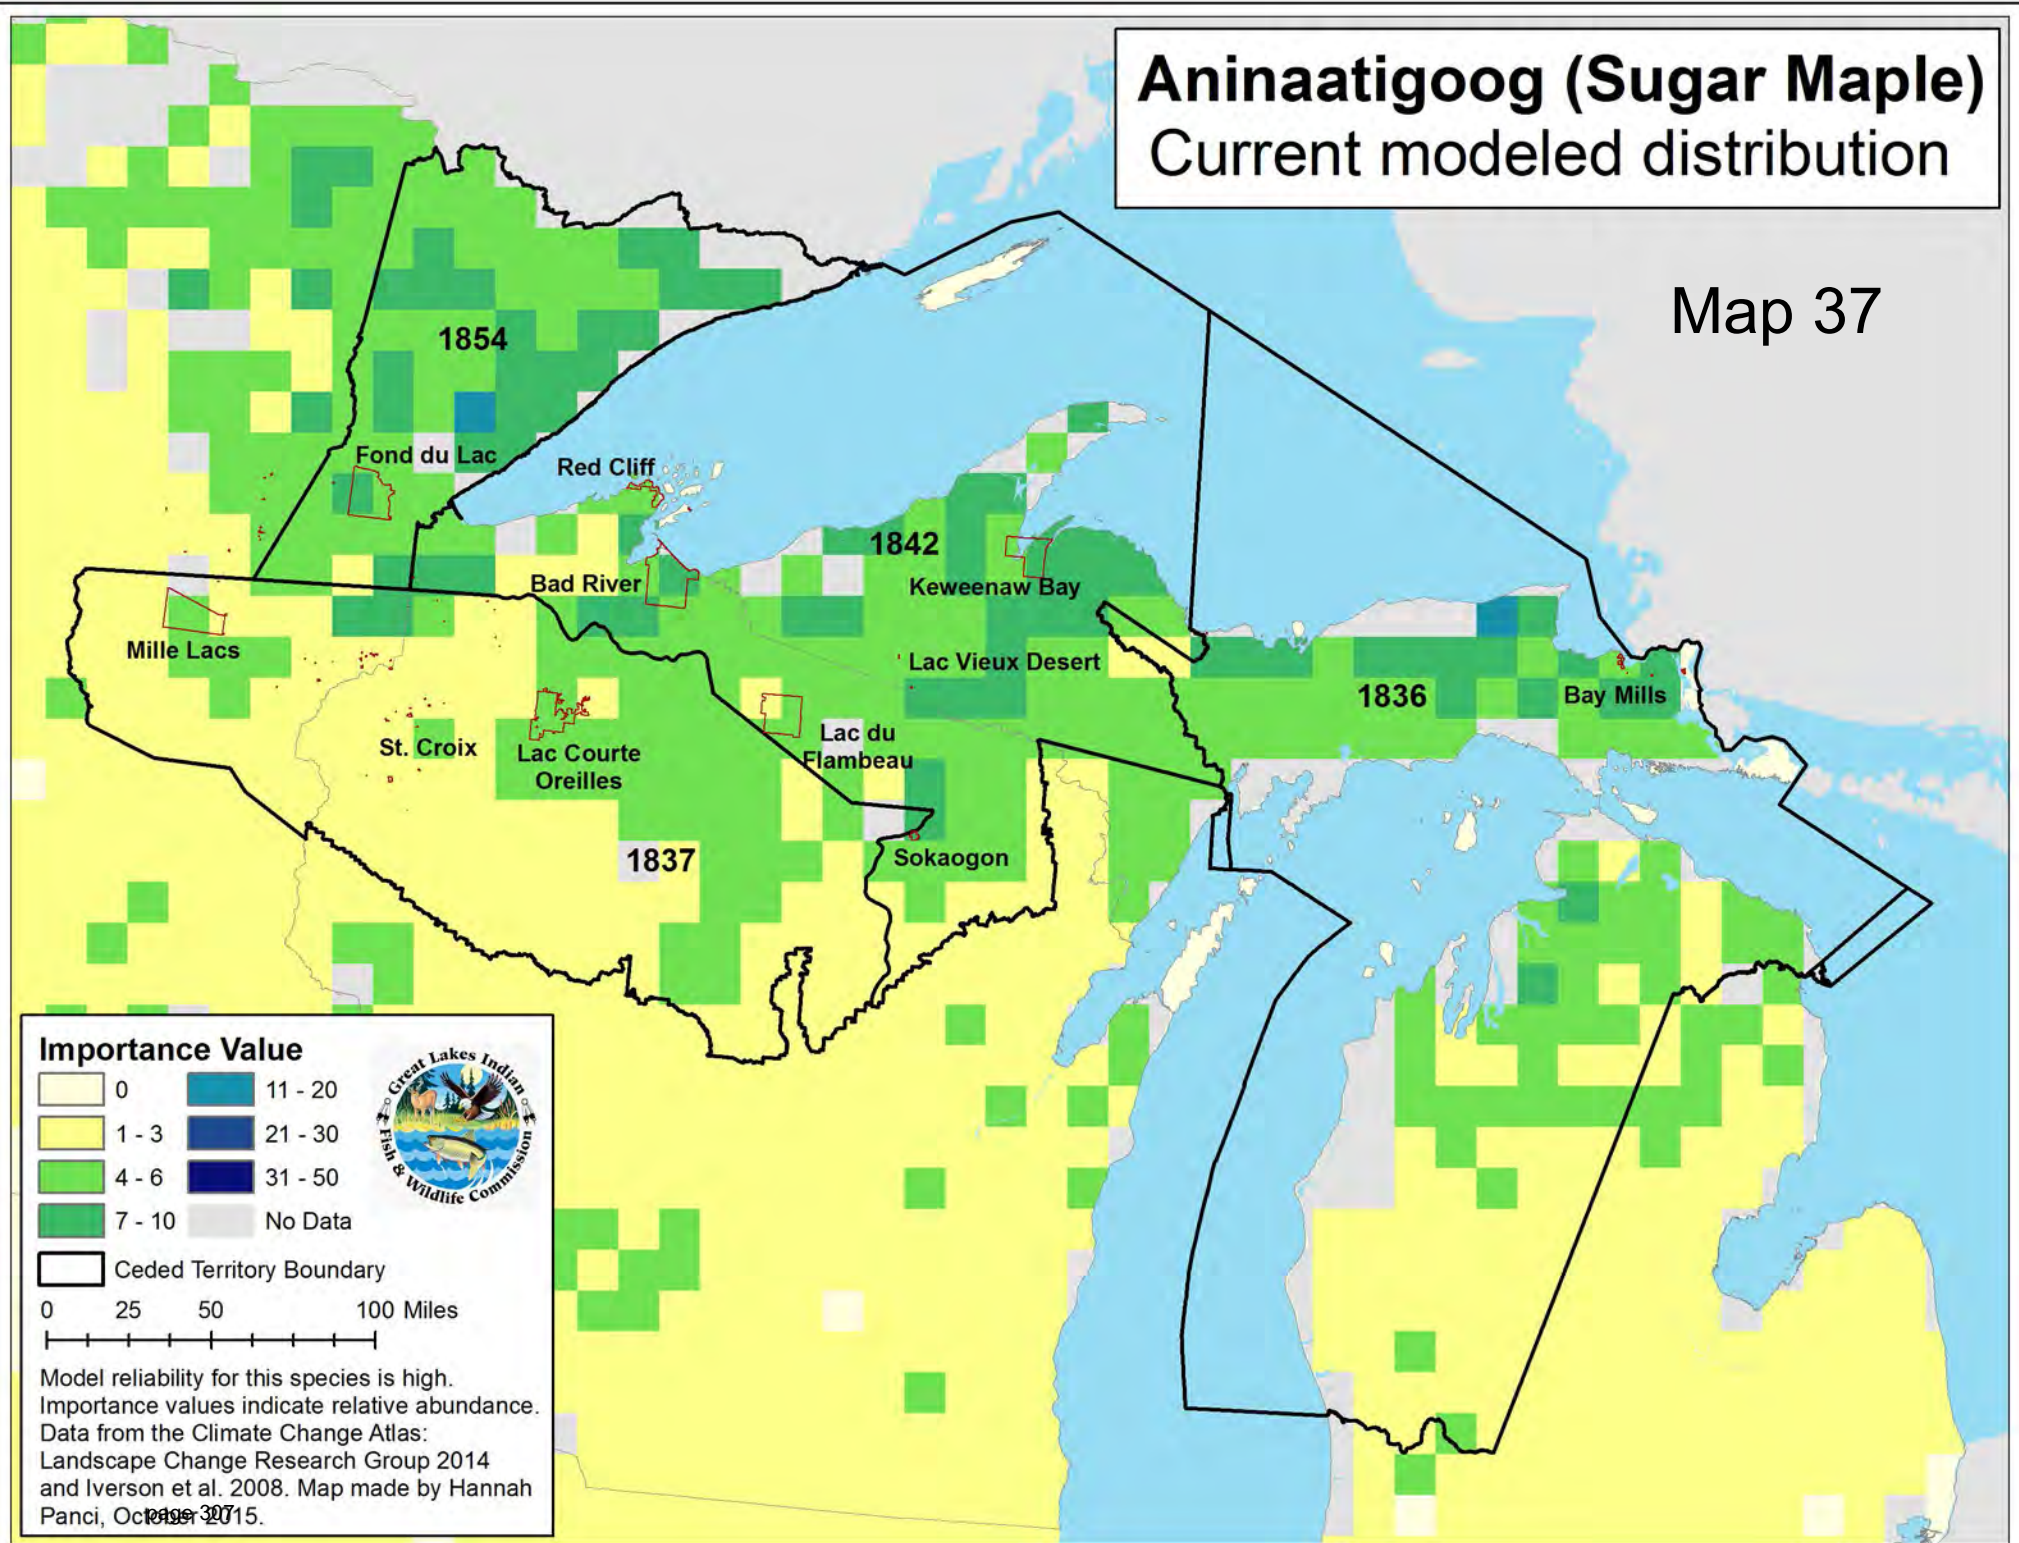 Aninaatigoog (Sugar Maple)
Current modeled distribution
Map 37
1854
Fond du Lac
Red Cliff
1842
Bad River
Keweenaw Bay
Mille Lacs
Lac Vieux Desert
1836
Bay Mills
St. Croix
Lac Courte
Oreilles
Lac du
Flambeau
1837
Sokaogon
Importance Value
0
11 - 20
1 - 3
21 - 30
4 - 6
31 - 50
7 - 10
No Data
Great Lakes Indian
Fish & Wildlife Commission
Ceded Territory Boundary
0 25 50 100 Miles
Model reliability for this species is high.
Importance values indicate relative abundance.
Data from the Climate Change Atlas:
Landscape Change Research Group 2014
and Iverson et al. 2008. Map made by Hannah
Panci, October 2015.
page 307